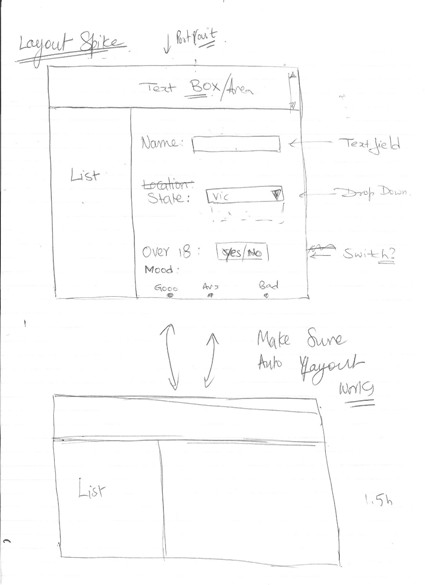 Layout Spike
Portrait
Text Box/Area
Name:
Textfield
List
Location:
State:
Vic
Drop Down
Over 18:
Yes/No
Switch?
Mood:
Good
Avg
Bad
Make Sure
Auto Layout
Works
List
1.5h